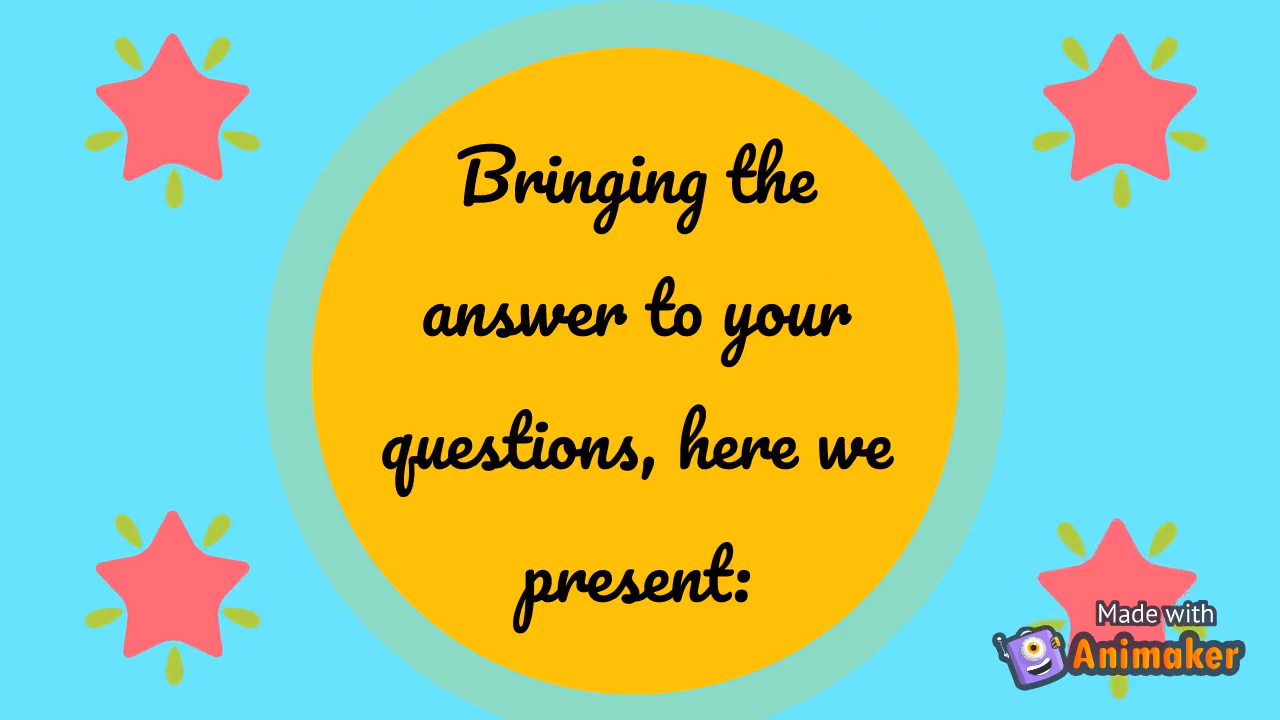 Bringing the
answer to your
questions, here we
present:
Made with
Animaker